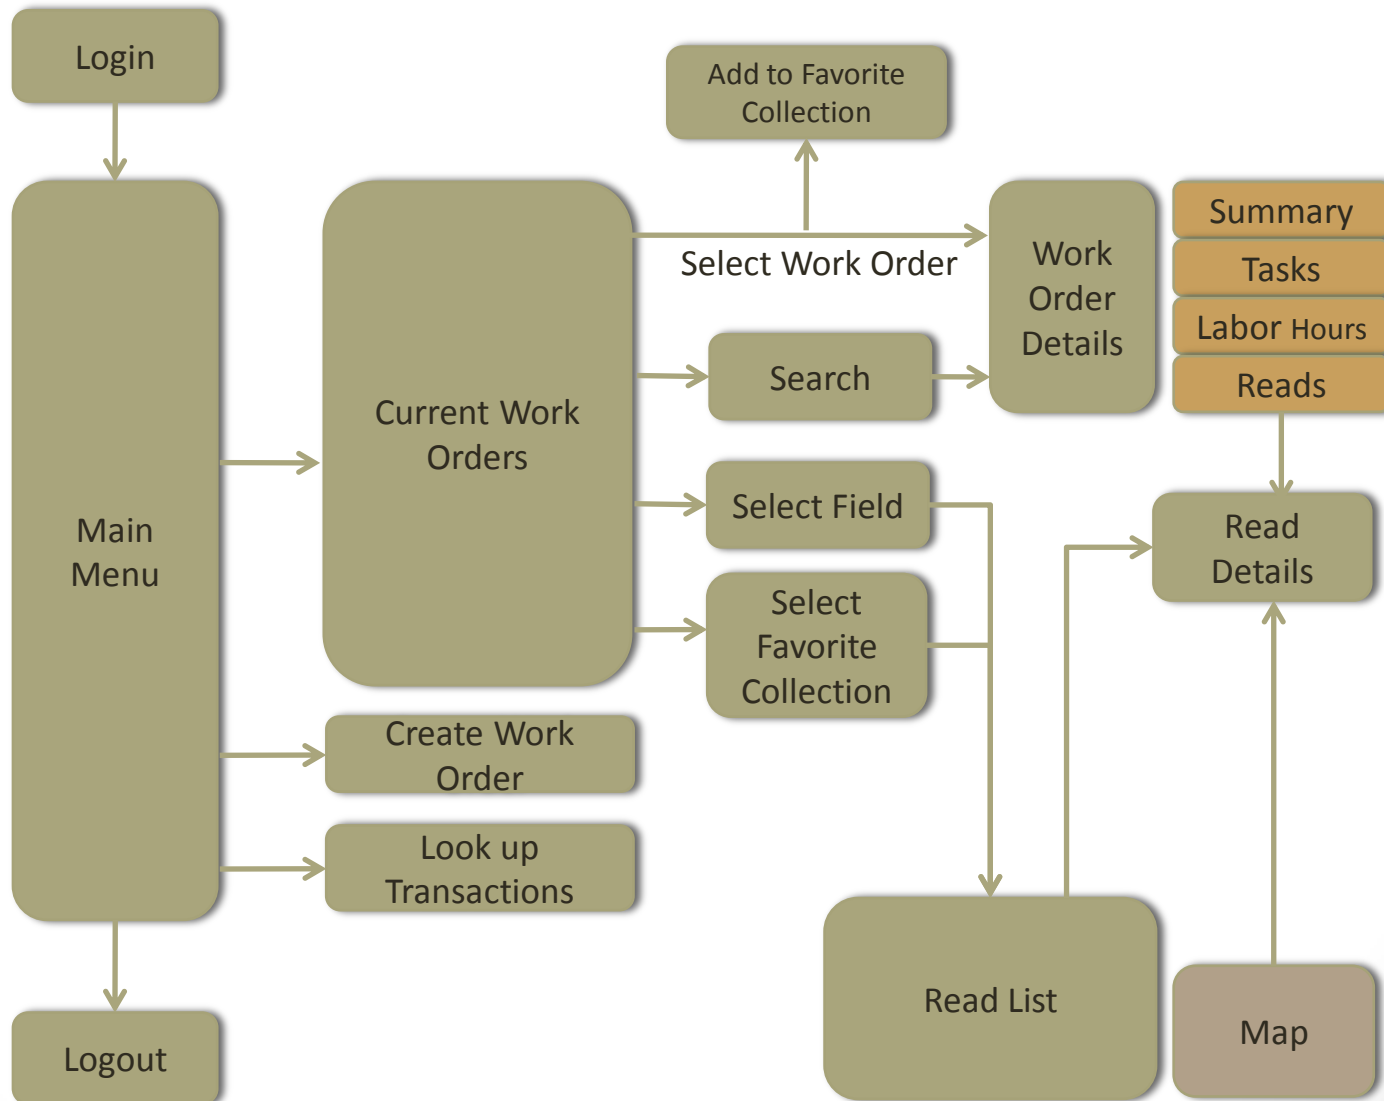 Login
Add to Favorite
Collection
Main
Menu
Current Work
Orders
Select Work Order
Search
Select Field
Select
Favorite
Collection
Work
Order
Details
Summary
Tasks
Labor Hours
Reads
Read
Details
Create Work
Order
Look up
Transactions
Logout
Read List
Map